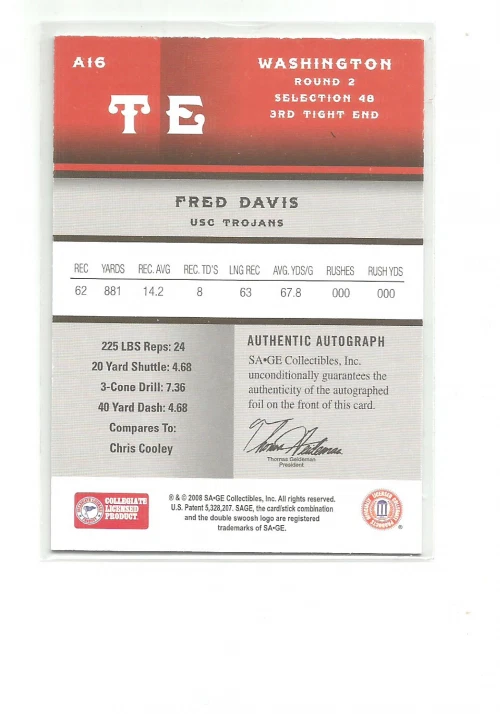 A16
WASHINGTON
ROUND 2
SELECTION 48
3RD TIGHT END
TE
FRED DAVIS
USC TROJANS
REC YARDS REC. AVG REC. TD'S LNG REC AVG. YDS/G RUSHES RUSH YDS
62 881 14.2 8 63 67.8 000 000
225 LBS Reps: 24
20 Yard Shuttle: 4.68
3-Cone Drill: 7.36
40 Yard Dash: 4.68
Compares To:
Chris Cooley
AUTHENTIC AUTOGRAPH
SA•GE Collectibles, Inc.
unconditionally guarantees the
authenticity of the autographed
foil on the front of this card.
Thomas Geideman
Thomas Geideman
President
COLLEGIATE
LICENSED
PRODUCT
® & © 2008 SA•GE Collectibles, Inc. All rights reserved.
U.S. Patent 5,328,207. SAGE, the card/stick combination
and the double swoosh logo are registered
trademarks of SA•GE.